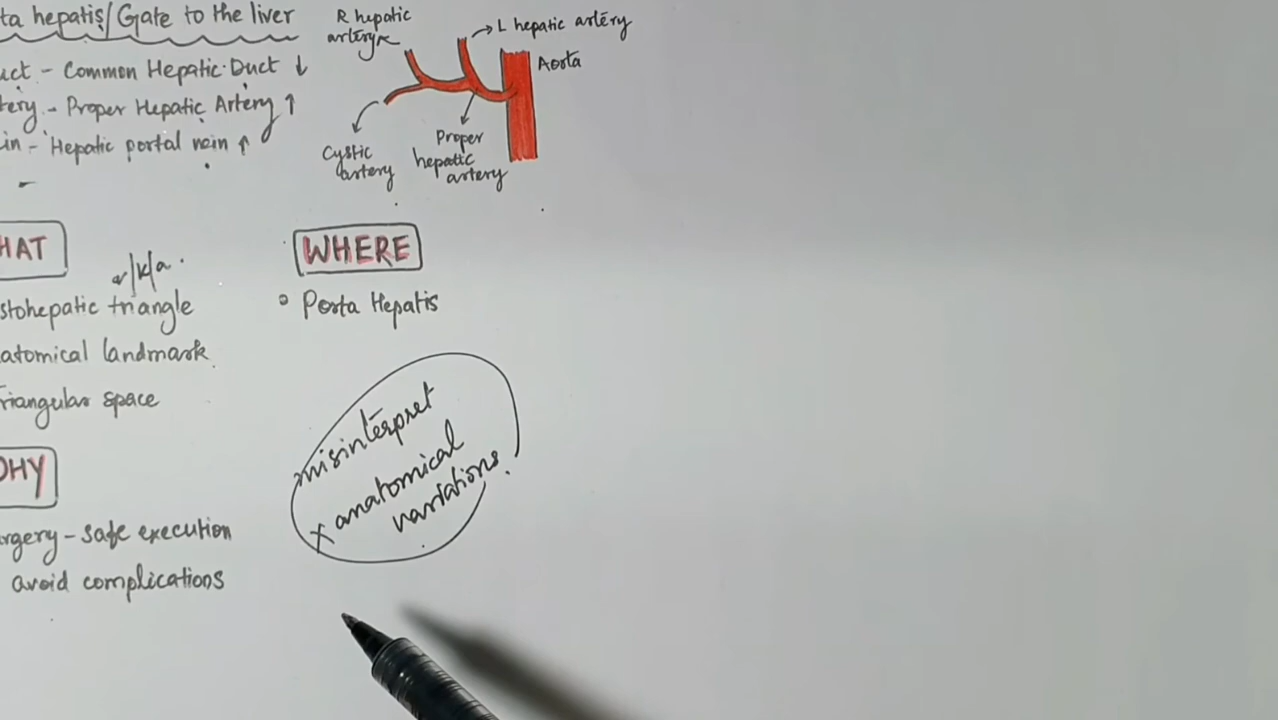 ta hepatis/Gate to the liver
uct - Common Hepatic Duct ↓
tery - Proper Hepatic Artery ↑
in - Hepatic portal vein ↑
R hepatic
artery
L hepatic artery
Aorta
Cystic
artery
Proper
hepatic
artery
HAT
a/k/a.
stohepatic triangle
atomical landmark
riangular space
WHERE
Porta Hepatis
misinterpret
x anatomical
variations.
WHY
urgery - safe execution
avoid complications